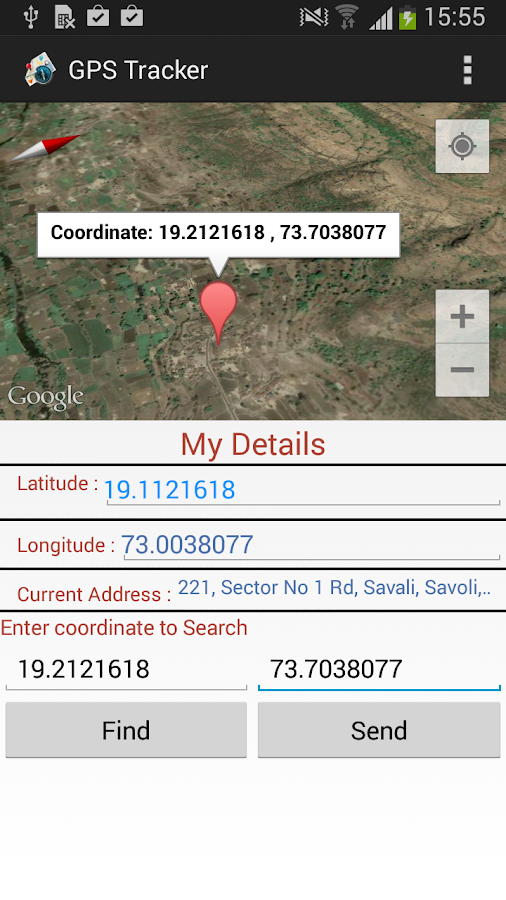 15:55
GPS Tracker
Coordinate: 19.2121618 , 73.7038077
+
−
Google
My Details
Latitude : 19.1121618
Longitude : 73.0038077
Current Address : 221, Sector No 1 Rd, Savali, Savoli,..
Enter coordinate to Search
19.2121618 73.7038077
Find Send